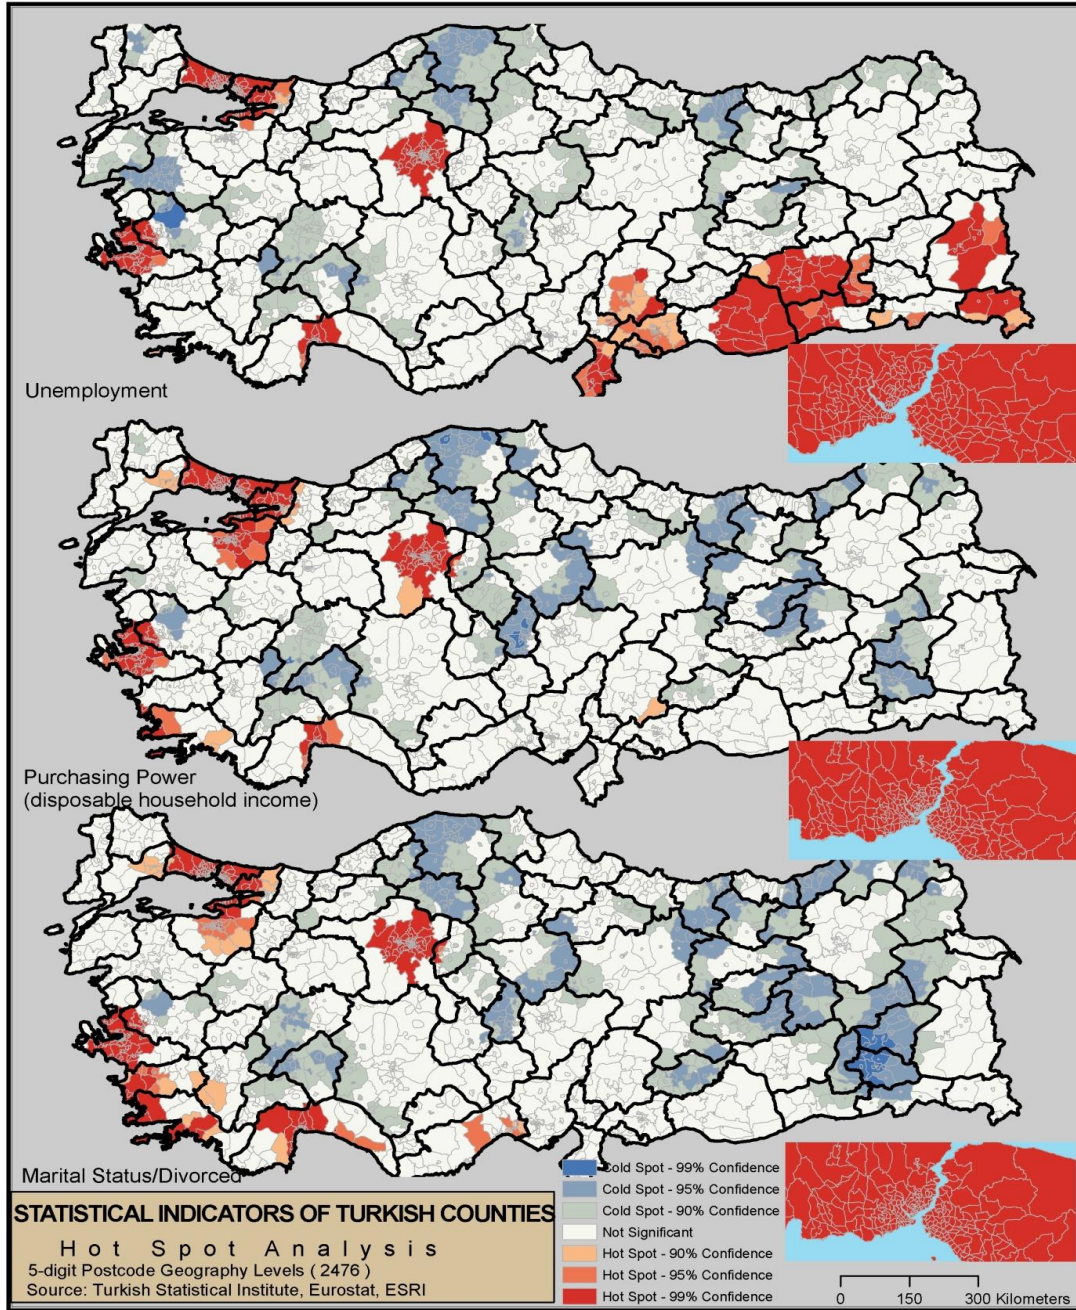 Unemployment
Purchasing Power
(disposable household income)
Marital Status/Divorced
STATISTICAL INDICATORS OF TURKISH COUNTIES
Hot Spot Analysis
5-digit Postcode Geography Levels ( 2476 )
Source: Turkish Statistical Institute, Eurostat, ESRI
Cold Spot - 99% Confidence
Cold Spot - 95% Confidence
Cold Spot - 90% Confidence
Not Significant
Hot Spot - 90% Confidence
Hot Spot - 95% Confidence
Hot Spot - 99% Confidence
0 150 300 Kilometers